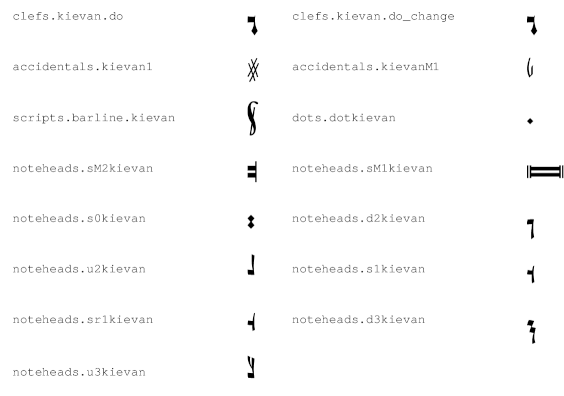 clefs.kievan.do clefs.kievan.do_change
accidentals.kievan1 accidentals.kievanM1
scripts.barline.kievan dots.dotkievan
noteheads.sM2kievan noteheads.sM1kievan
noteheads.s0kievan noteheads.d2kievan
noteheads.u2kievan noteheads.s1kievan
noteheads.sr1kievan noteheads.d3kievan
noteheads.u3kievan